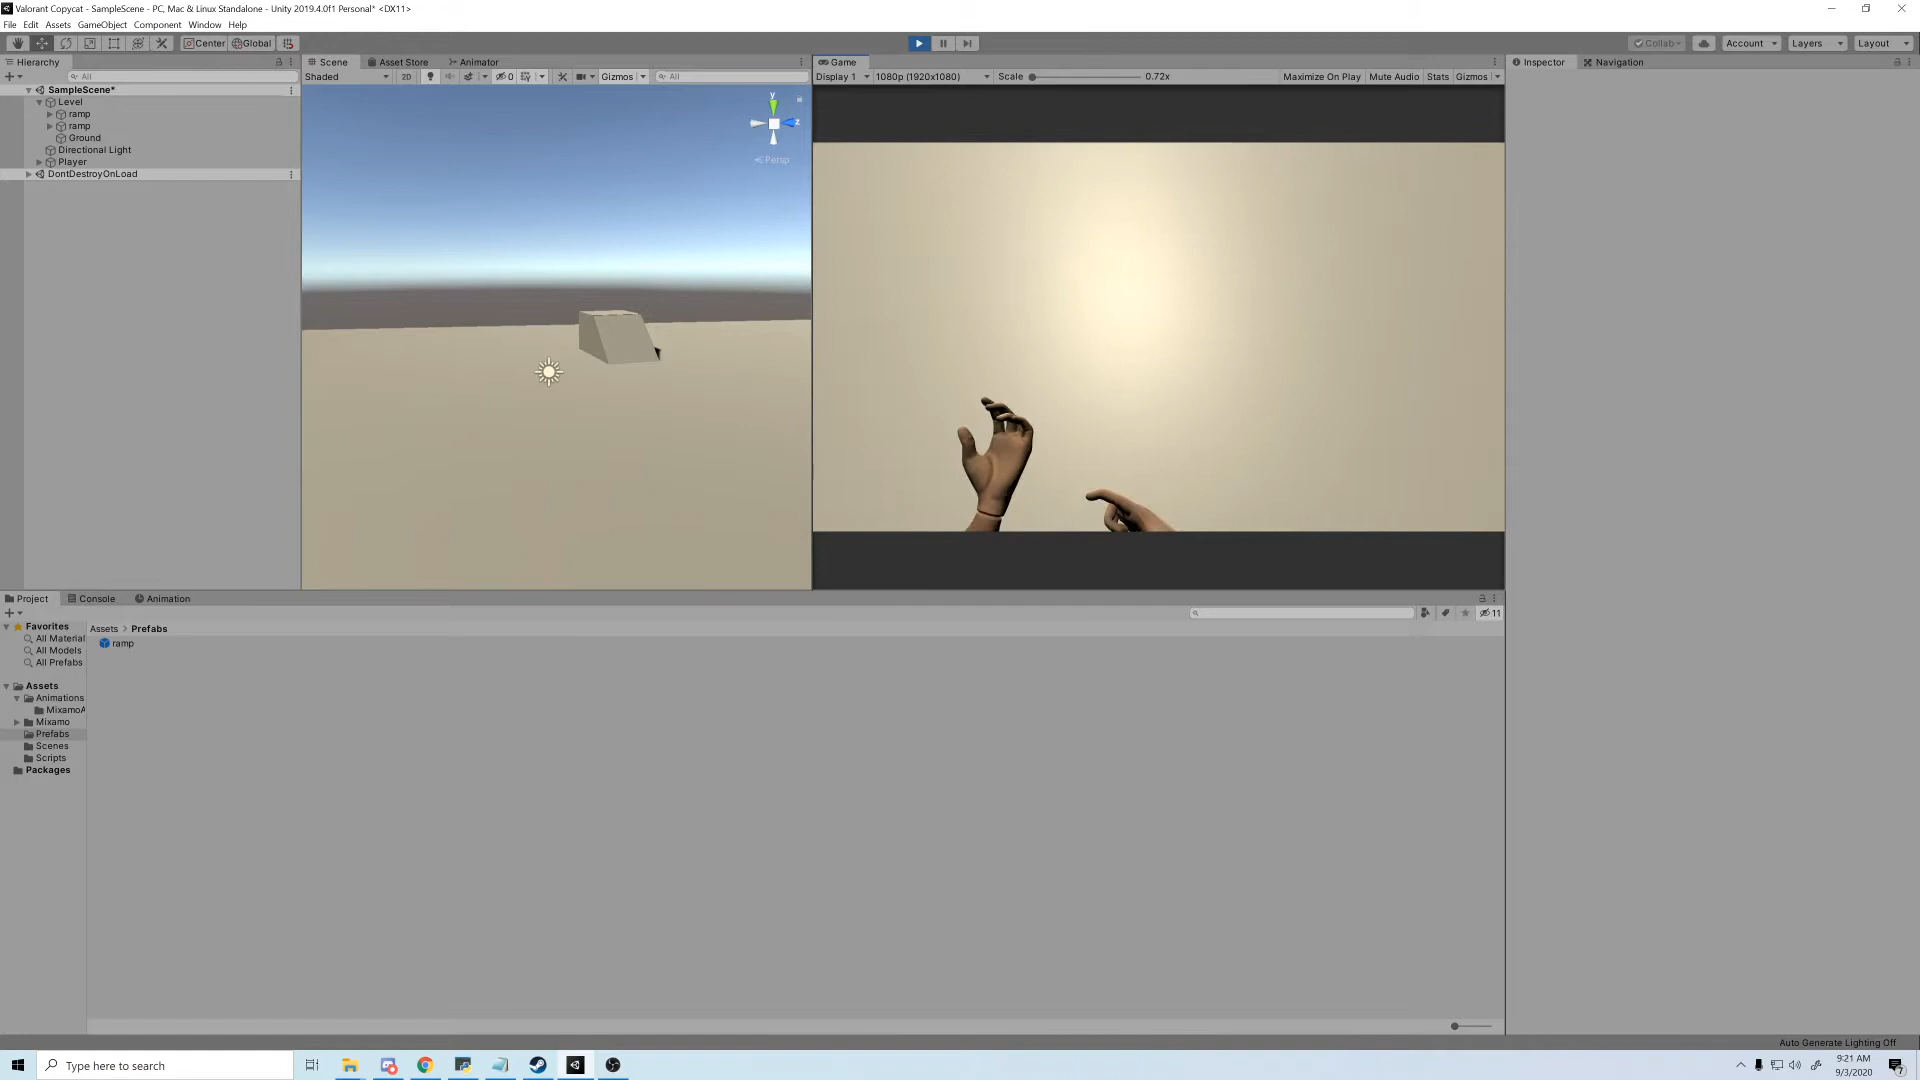 Valorant Copycat - SampleScene - PC, Mac & Linux Standalone - Unity 2019.4.0f1 Personal* <DX11>
File Edit Assets GameObject Component Window Help
Center Global Collab Account Layers Layout
Hierarchy
All
SampleScene*
Level
ramp
ramp
Ground
Directional Light
Player
DontDestroyOnLoad
Scene Asset Store Animator
Shaded 2D 0 Gizmos All
y
z
Persp
Game
Display 1 1080p (1920x1080) Scale 0.72x Maximize On Play Mute Audio Stats Gizmos
Inspector Navigation
Project Console Animation
11
Favorites
All Material
All Models
All Prefabs
Assets
Animations
MixamoA
Mixamo
Prefabs
Scenes
Scripts
Packages
Assets > Prefabs
ramp
Auto Generate Lighting Off
Type here to search
9:21 AM
9/3/2020
7